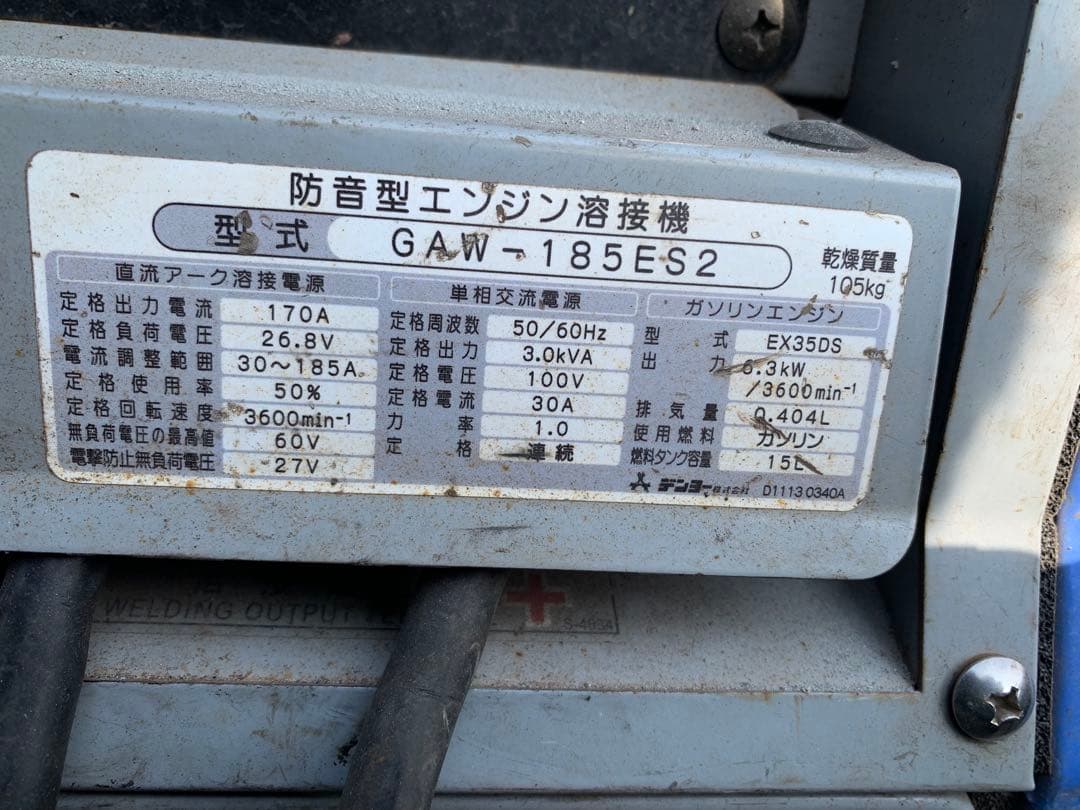 防音型エンジン溶接機
型式 GAW-185ES2
乾燥質量
105kg
直流アーク溶接電源
定格出力電流 170A
定格負荷電圧 26.8V
電流調整範囲 30～185A
定格使用率 50%
定格回転速度 3600min-1
無負荷電圧の最高値 60V
電撃防止無負荷電圧 27V
単相交流電源
定格周波数 50/60Hz
定格出力 3.0kVA
定格電圧 100V
定格電流 30A
力率 1.0
定格 連続
ガソリンエンジン
型式 EX35DS
出力 6.3kW
/3600min-1
排気量 0.404L
使用燃料 ガソリン
燃料タンク容量 15L
デンヨー株式会社 D11130340A
WELDING OUTPUT